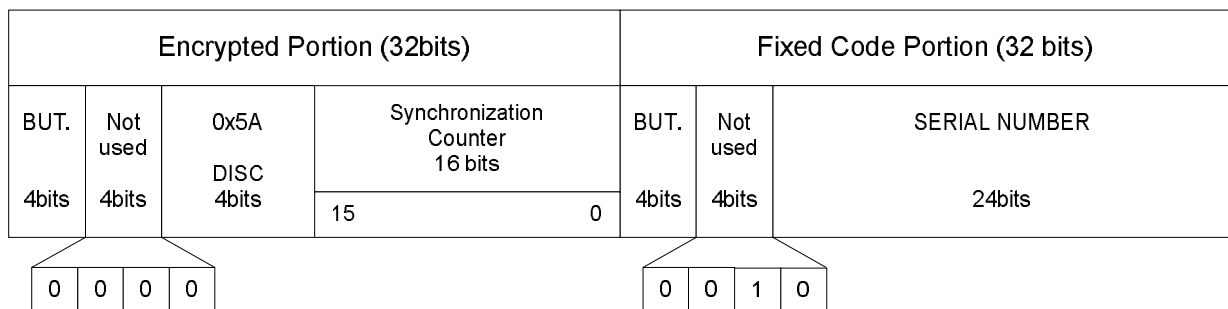 Encrypted Portion (32bits)
Fixed Code Portion (32 bits)
BUT.
4bits
Not
used
4bits
0x5A
DISC
4bits
Synchronization
Counter
16 bits
15 0
BUT.
4bits
Not
used
4bits
SERIAL NUMBER
24bits
0 0 0 0
0 0 1 0